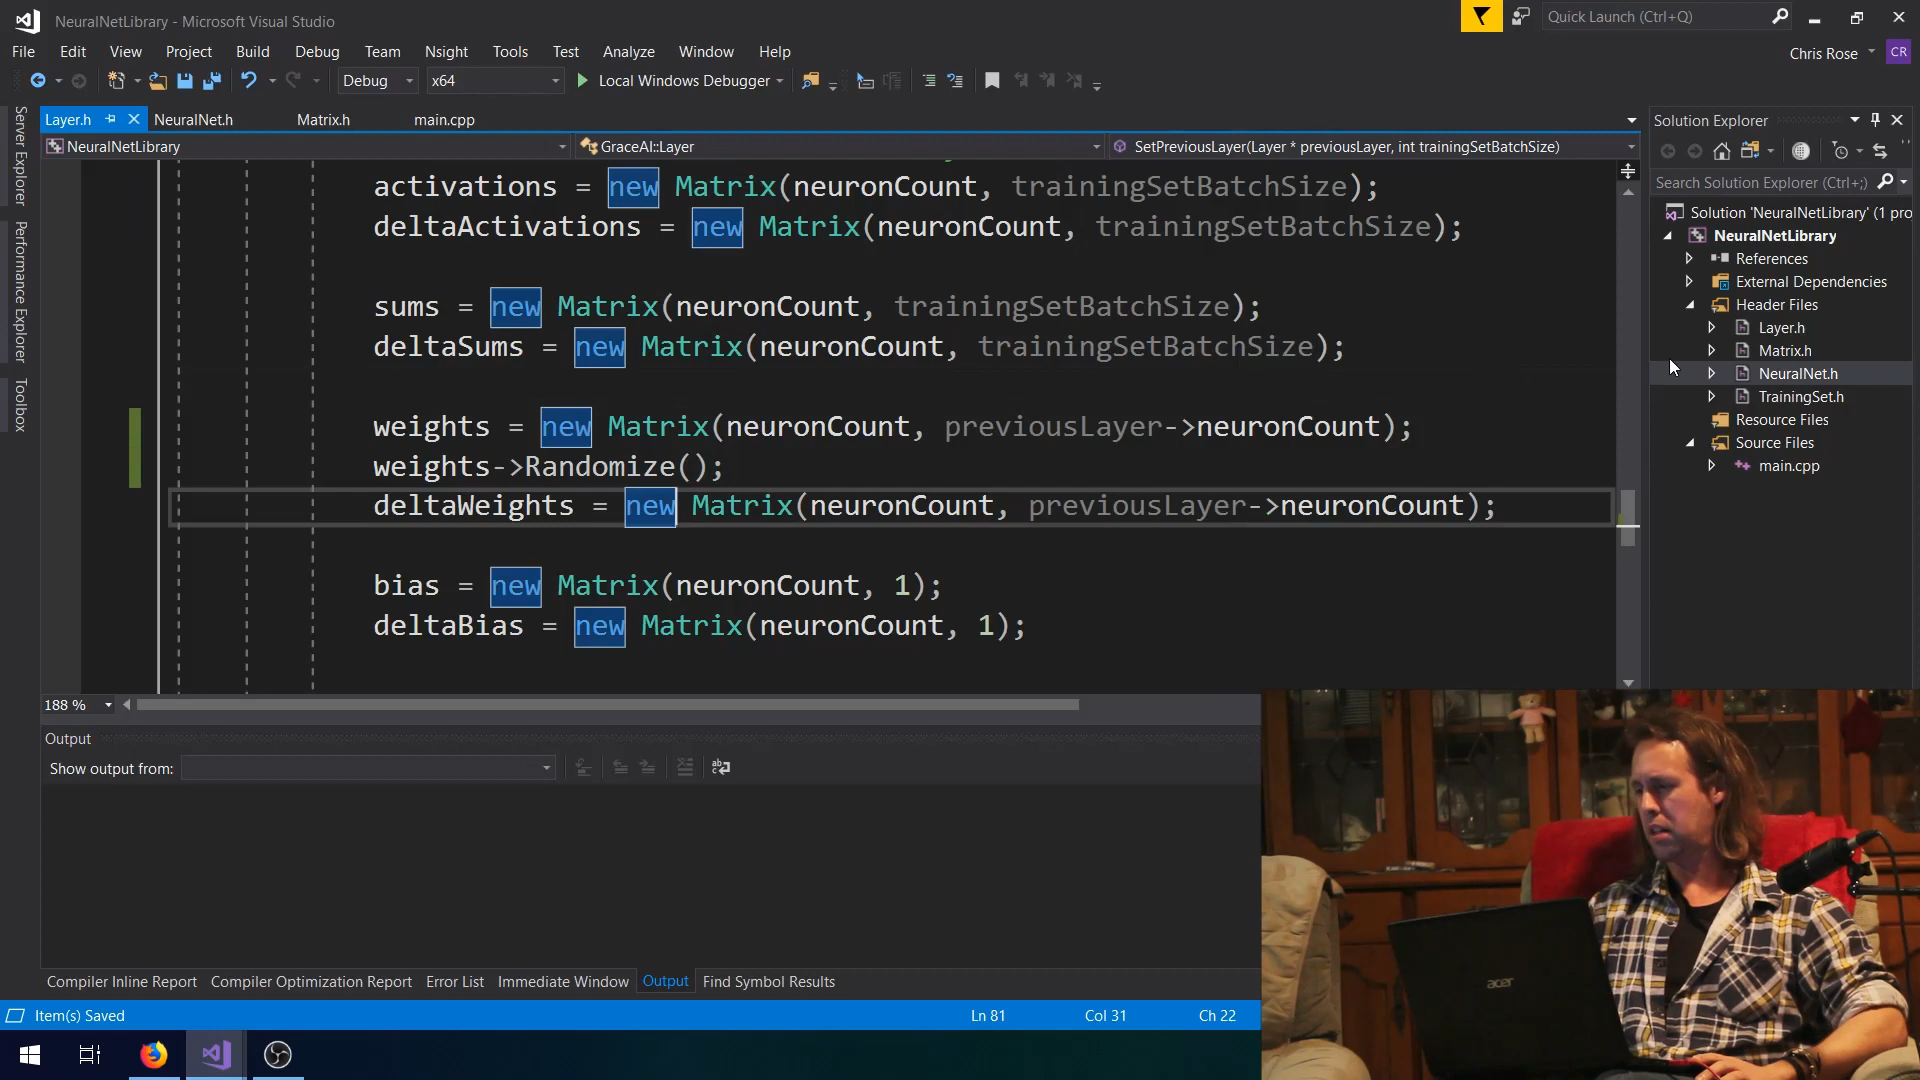 NeuralNetLibrary - Microsoft Visual Studio
Quick Launch (Ctrl+Q)
File Edit View Project Build Debug Team Nsight Tools Test Analyze Window Help
Chris Rose CR
Debug x64 Local Windows Debugger
Server Explorer
Performance Explorer
Toolbox
Layer.h NeuralNet.h Matrix.h main.cpp
NeuralNetLibrary GraceAI::Layer SetPreviousLayer(Layer * previousLayer, int trainingSetBatchSize)
activations = new Matrix(neuronCount, trainingSetBatchSize);
deltaActivations = new Matrix(neuronCount, trainingSetBatchSize);
sums = new Matrix(neuronCount, trainingSetBatchSize);
deltaSums = new Matrix(neuronCount, trainingSetBatchSize);
weights = new Matrix(neuronCount, previousLayer->neuronCount);
weights->Randomize();
deltaWeights = new Matrix(neuronCount, previousLayer->neuronCount);
bias = new Matrix(neuronCount, 1);
deltaBias = new Matrix(neuronCount, 1);
188 %
Output
Show output from:
Compiler Inline Report Compiler Optimization Report Error List Immediate Window Output Find Symbol Results
Item(s) Saved Ln 81 Col 31 Ch 22
Solution Explorer
Search Solution Explorer (Ctrl+;)
Solution 'NeuralNetLibrary' (1 pro
NeuralNetLibrary
References
External Dependencies
Header Files
Layer.h
Matrix.h
NeuralNet.h
TrainingSet.h
Resource Files
Source Files
main.cpp
acer